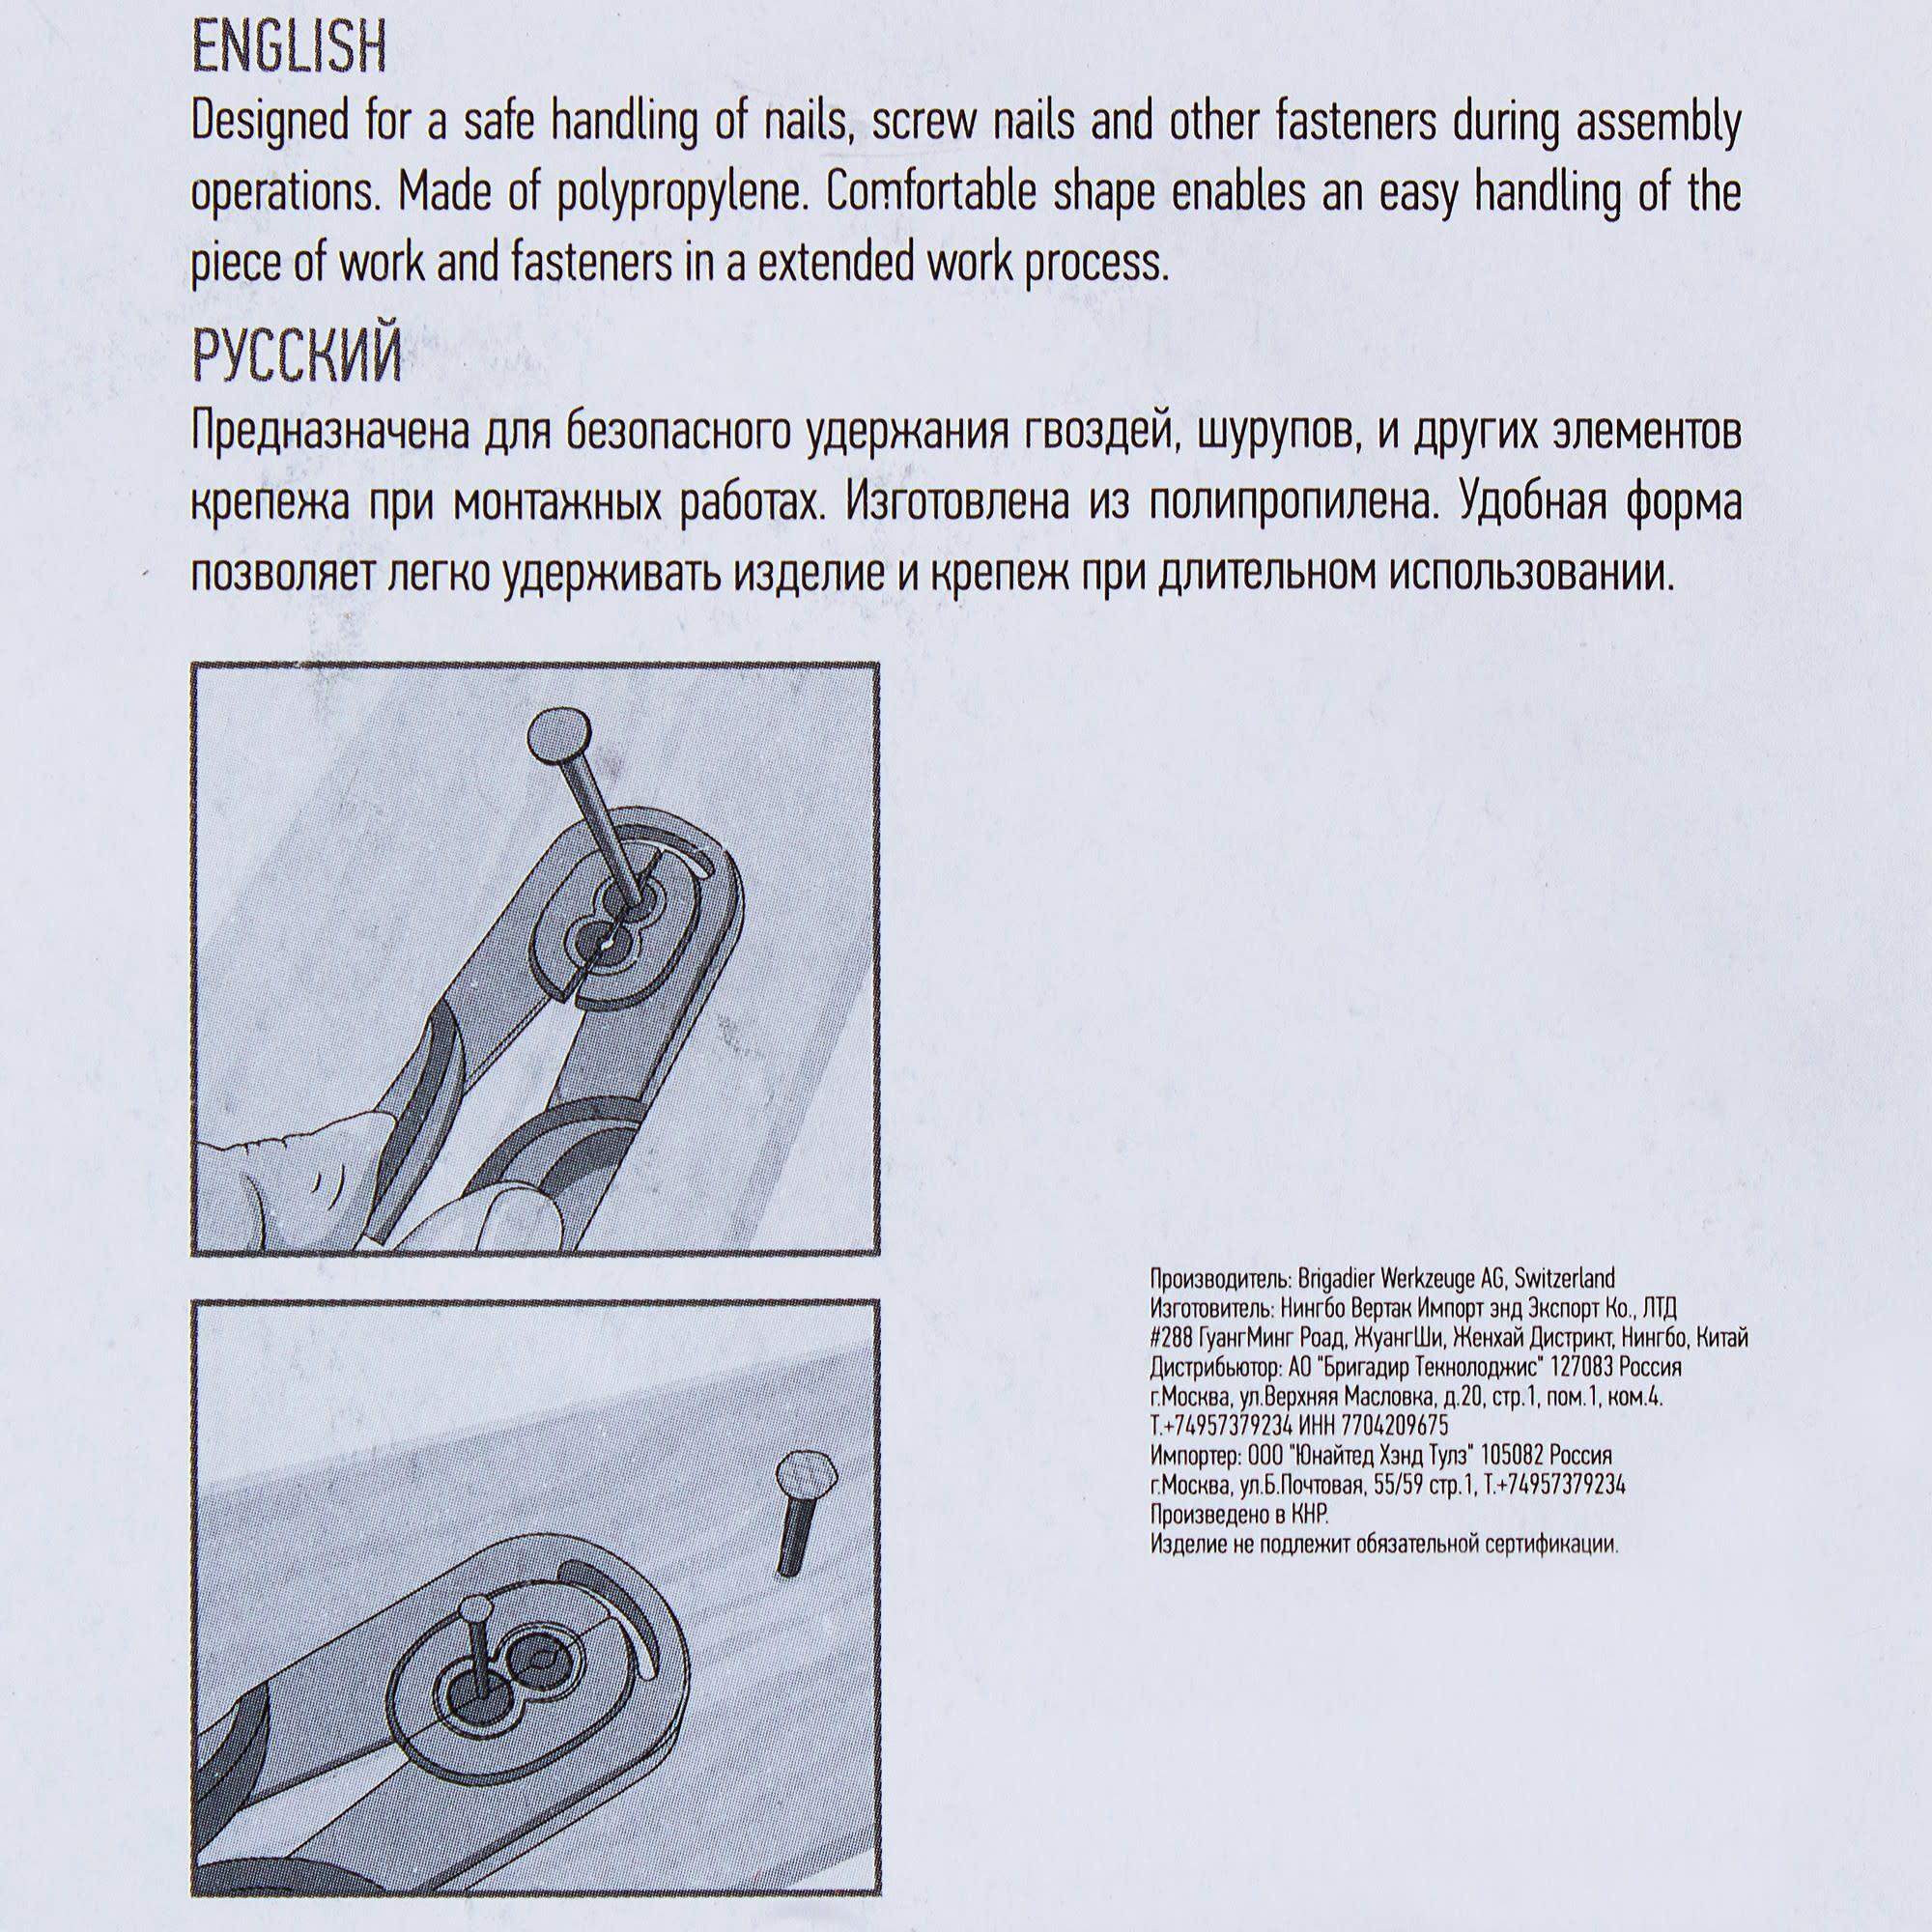 ENGLISH
Designed for a safe handling of nails, screw nails and other fasteners during assembly
operations. Made of polypropylene. Comfortable shape enables an easy handling of the
piece of work and fasteners in a extended work process.
РУССКИЙ
Предназначена для безопасного удержания гвоздей, шурупов, и других элементов
крепежа при монтажных работах. Изготовлена из полипропилена. Удобная форма
позволяет легко удерживать изделие и крепеж при длительном использовании.
Производитель: Brigadier Werkzeuge AG, Switzerland
Изготовитель: Нингбо Вертак Импорт энд Экспорт Ко., ЛТД
#288 ГуангМинг Роад, ЖуангШи, Женхай Дистрикт, Нингбо, Китай
Дистрибьютор: АО "Бригадир Текнолоджис" 127083 Россия
г.Москва, ул.Верхняя Масловка, д.20, стр.1, пом.1, ком.4.
Т.+74957379234 ИНН 7704209675
Импортер: ООО "Юнайтед Хэнд Тулз" 105082 Россия
г.Москва, ул.Б.Почтовая, 55/59 стр.1, Т.+74957379234
Произведено в КНР.
Изделие не подлежит обязательной сертификации.